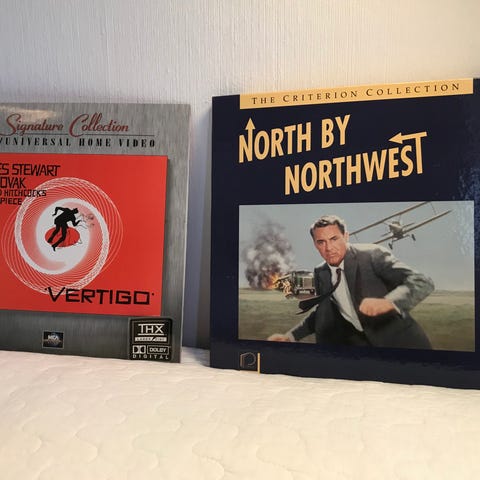 Signature Collection
UNIVERSAL HOME VIDEO
ES STEWART
OVAK
HITCHCOCK'S
PIECE
VERTIGO
MCA
THX
DOLBY
DIGITAL
THE CRITERION COLLECTION
NORTH BY
NORTHWEST